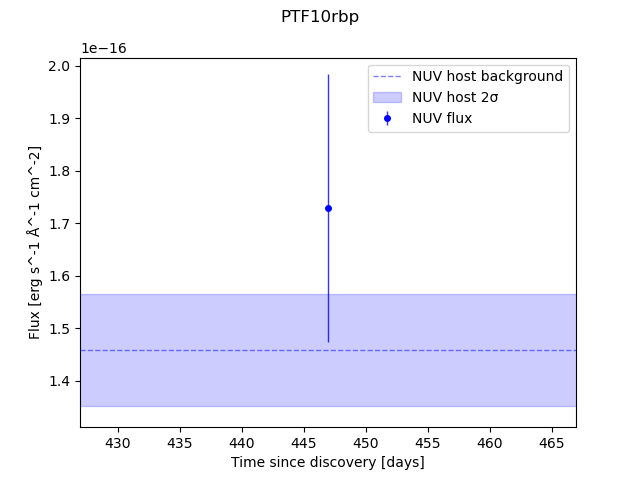 PTF10rbp
1e−16
2.0
1.9
1.8
1.7
1.6
1.5
1.4
Flux [erg s^-1 Å^-1 cm^-2]
NUV host background
NUV host 2σ
NUV flux
430 435 440 445 450 455 460 465
Time since discovery [days]